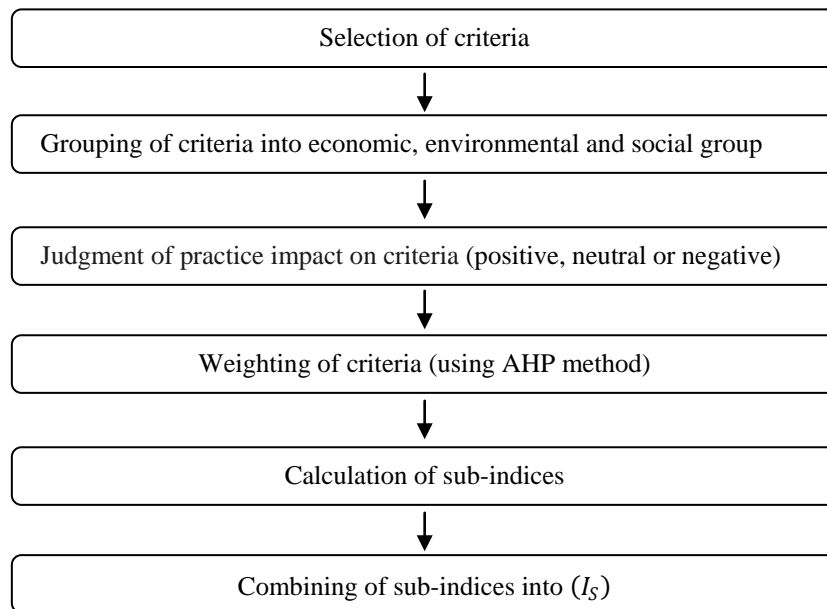 Selection of criteria
Grouping of criteria into economic, environmental and social group
Judgment of practice impact on criteria (positive, neutral or negative)
Weighting of criteria (using AHP method)
Calculation of sub-indices
Combining of sub-indices into (I_S)